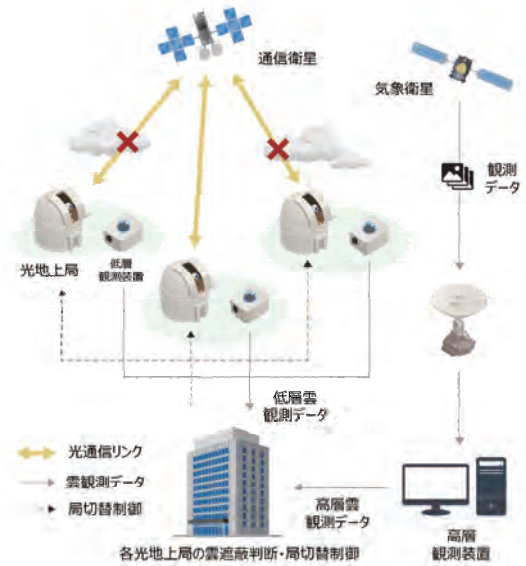 通信衛星
気象衛星
観測
データ
光地上局
低層
観測装置
低層雲
観測データ
光通信リンク
雲観測データ
局切替制御
高層雲
観測データ
高層
観測装置
各光地上局の雲遮蔽判断・局切替制御